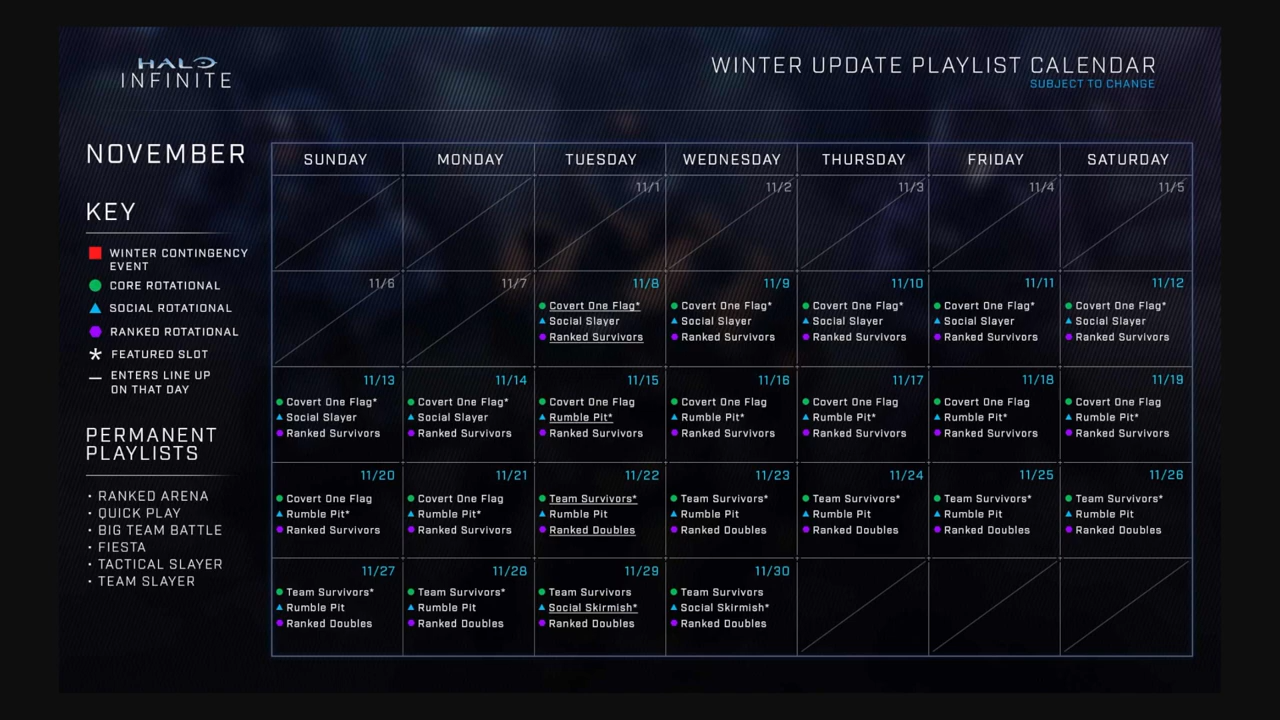 HALO
INFINITE
WINTER UPDATE PLAYLIST CALENDAR
SUBJECT TO CHANGE
NOVEMBER
KEY
WINTER CONTINGENCY
EVENT
CORE ROTATIONAL
SOCIAL ROTATIONAL
RANKED ROTATIONAL
* FEATURED SLOT
— ENTERS LINE UP
ON THAT DAY
PERMANENT
PLAYLISTS
• RANKED ARENA
• QUICK PLAY
• BIG TEAM BATTLE
• FIESTA
• TACTICAL SLAYER
• TEAM SLAYER
SUNDAY MONDAY TUESDAY WEDNESDAY THURSDAY FRIDAY SATURDAY
11/1 11/2 11/3 11/4 11/5
11/6 11/7 11/8 11/9 11/10 11/11 11/12
Covert One Flag* Covert One Flag* Covert One Flag* Covert One Flag* Covert One Flag*
Social Slayer Social Slayer Social Slayer Social Slayer Social Slayer
Ranked Survivors Ranked Survivors Ranked Survivors Ranked Survivors Ranked Survivors
11/13 11/14 11/15 11/16 11/17 11/18 11/19
Covert One Flag* Covert One Flag* Covert One Flag Covert One Flag Covert One Flag Covert One Flag Covert One Flag
Social Slayer Social Slayer Rumble Pit* Rumble Pit* Rumble Pit* Rumble Pit* Rumble Pit*
Ranked Survivors Ranked Survivors Ranked Survivors Ranked Survivors Ranked Survivors Ranked Survivors Ranked Survivors
11/20 11/21 11/22 11/23 11/24 11/25 11/26
Covert One Flag Covert One Flag Team Survivors* Team Survivors* Team Survivors* Team Survivors* Team Survivors*
Rumble Pit* Rumble Pit* Rumble Pit Rumble Pit Rumble Pit Rumble Pit Rumble Pit
Ranked Survivors Ranked Survivors Ranked Doubles Ranked Doubles Ranked Doubles Ranked Doubles Ranked Doubles
11/27 11/28 11/29 11/30
Team Survivors* Team Survivors* Team Survivors Team Survivors
Rumble Pit Rumble Pit Social Skirmish* Social Skirmish*
Ranked Doubles Ranked Doubles Ranked Doubles Ranked Doubles